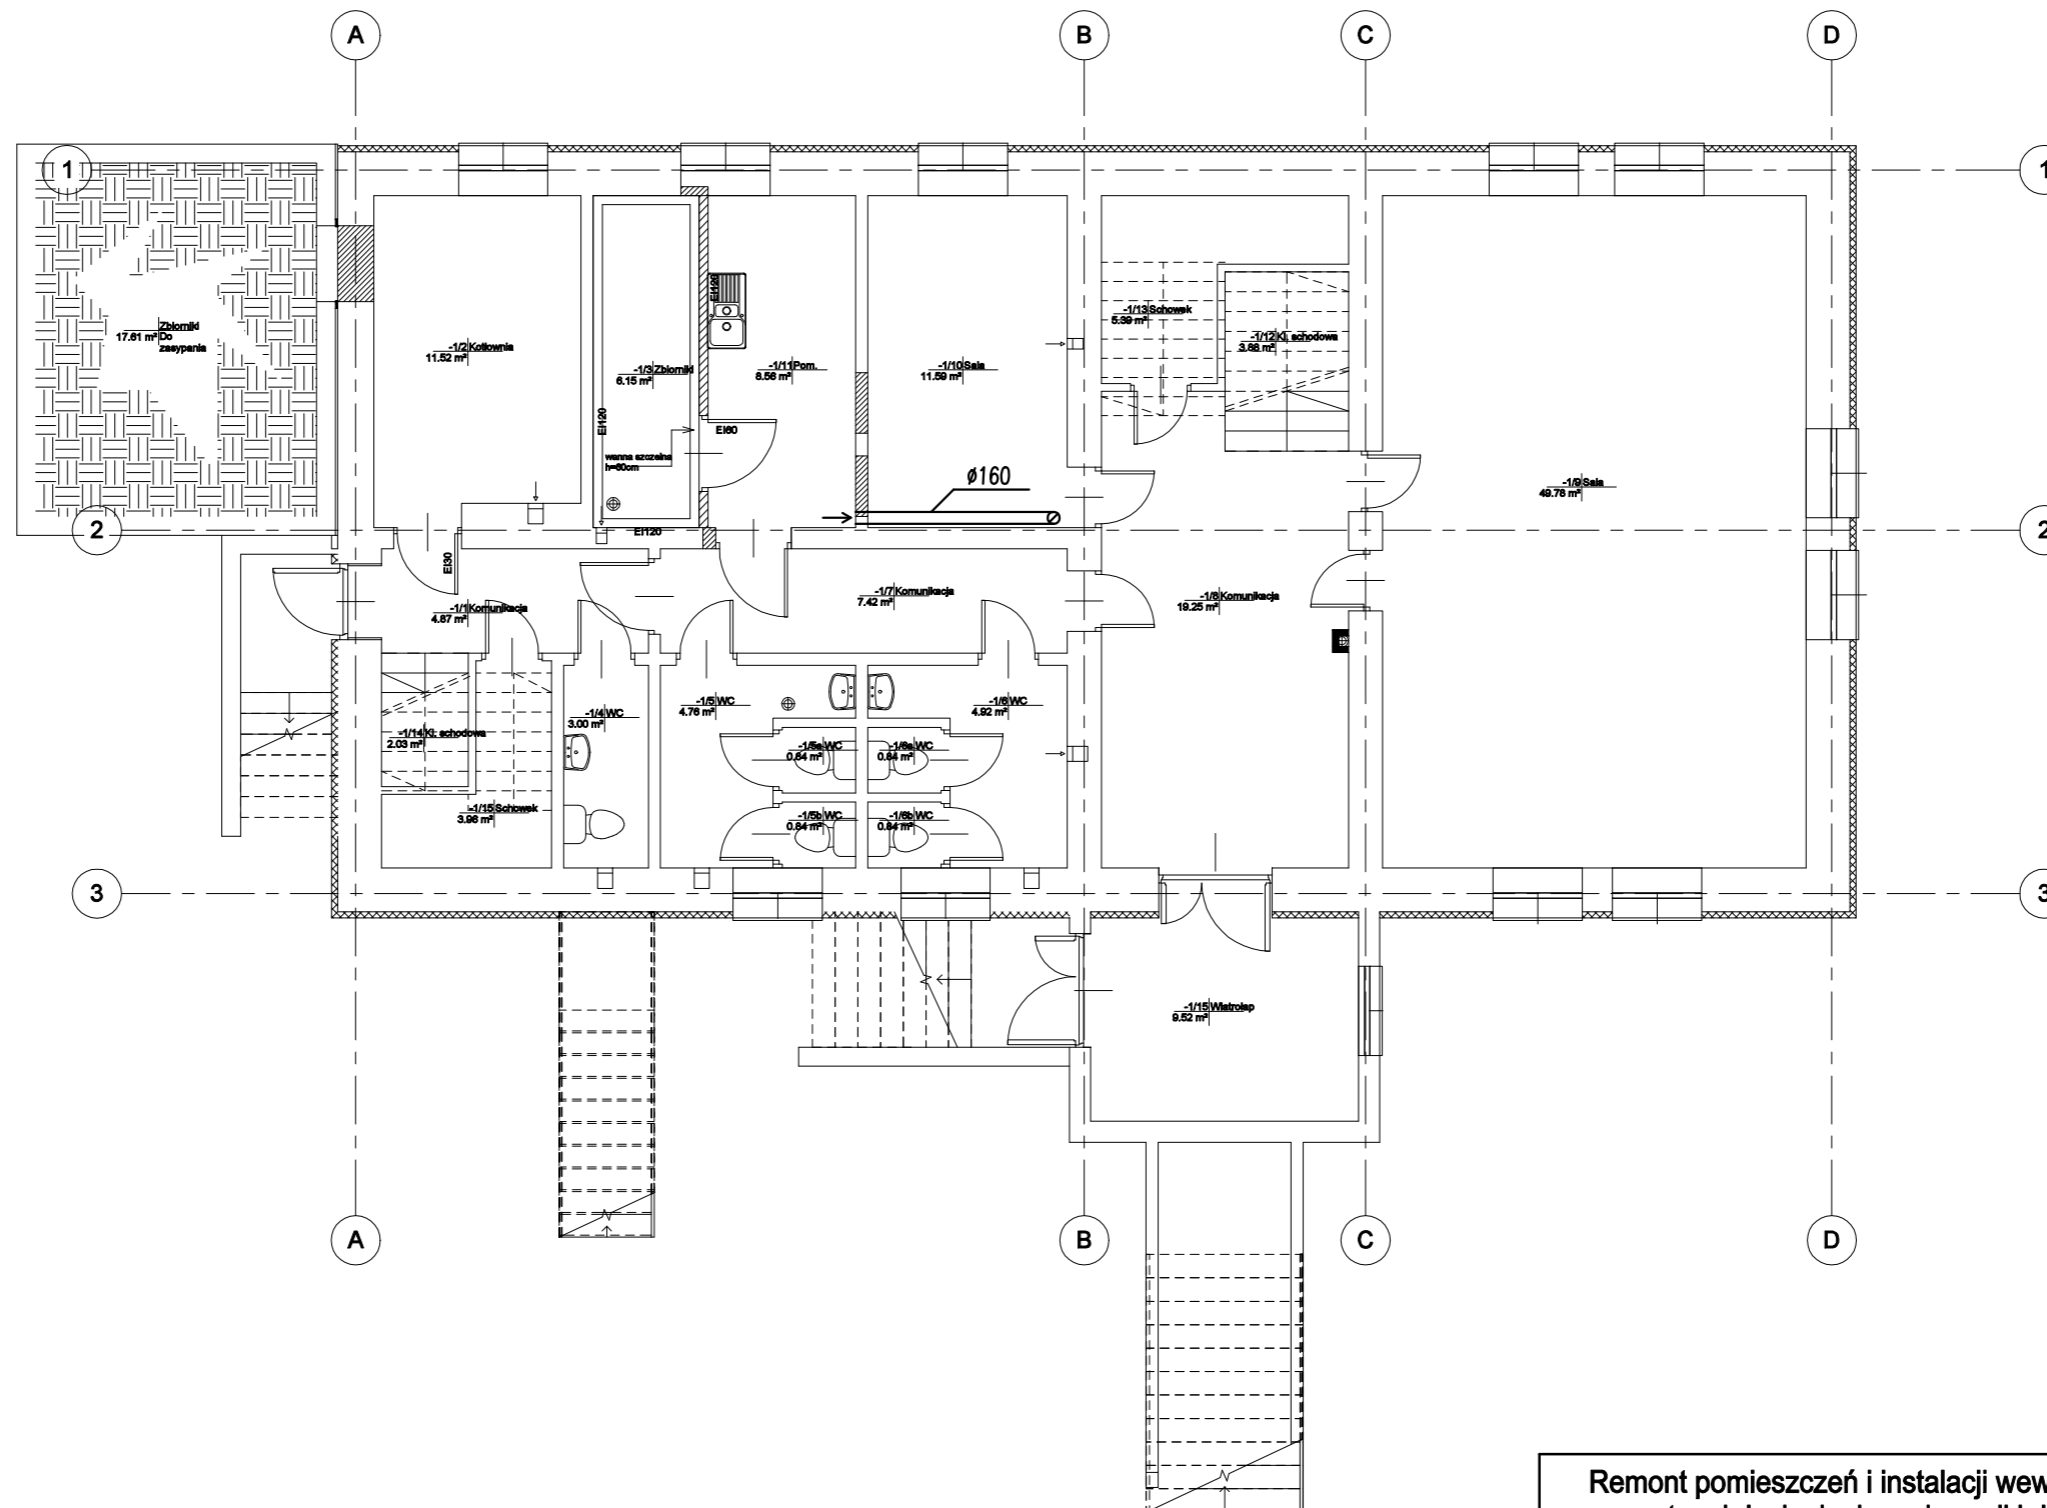 A
B
C
D
1
1
Zbiorniki
17.61 m² Do
zasypania
-1/2 Kotłownia
11.52 m²
-1/3 Zbiorniki
6.15 m²
EI120
EI120
wanna szczelna
h=60cm
EI120
EI60
-1/11 Pom.
8.56 m²
-1/10 Sala
11.59 m²
ø160
-1/13 Schowek
5.39 m²
-1/12 Kl. schodowa
3.88 m²
-1/9 Sala
49.78 m²
2
2
EI30
-1/1 Komunikacja
4.87 m²
-1/7 Komunikacja
7.42 m²
-1/8 Komunikacja
19.25 m²
-1/14 Kl. schodowa
2.03 m²
-1/4 WC
3.00 m²
-1/5 WC
4.76 m²
-1/6 WC
4.92 m²
-1/5a WC
0.84 m²
-1/6a WC
0.84 m²
-1/15 Schowek
3.96 m²
-1/5b WC
0.84 m²
-1/6b WC
0.84 m²
3
3
-1/15 Wiatrołap
9.52 m²
A
B
C
D
Remont pomieszczeń i instalacji wew